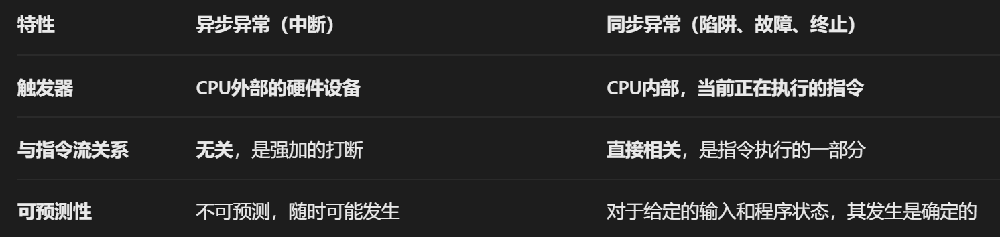 特性 异步异常（中断） 同步异常（陷阱、故障、终止）
触发器 CPU外部的硬件设备 CPU内部，当前正在执行的指令
与指令流关系 无关，是强加的打断 直接相关，是指令执行的一部分
可预测性 不可预测，随时可能发生 对于给定的输入和程序状态，其发生是确定的